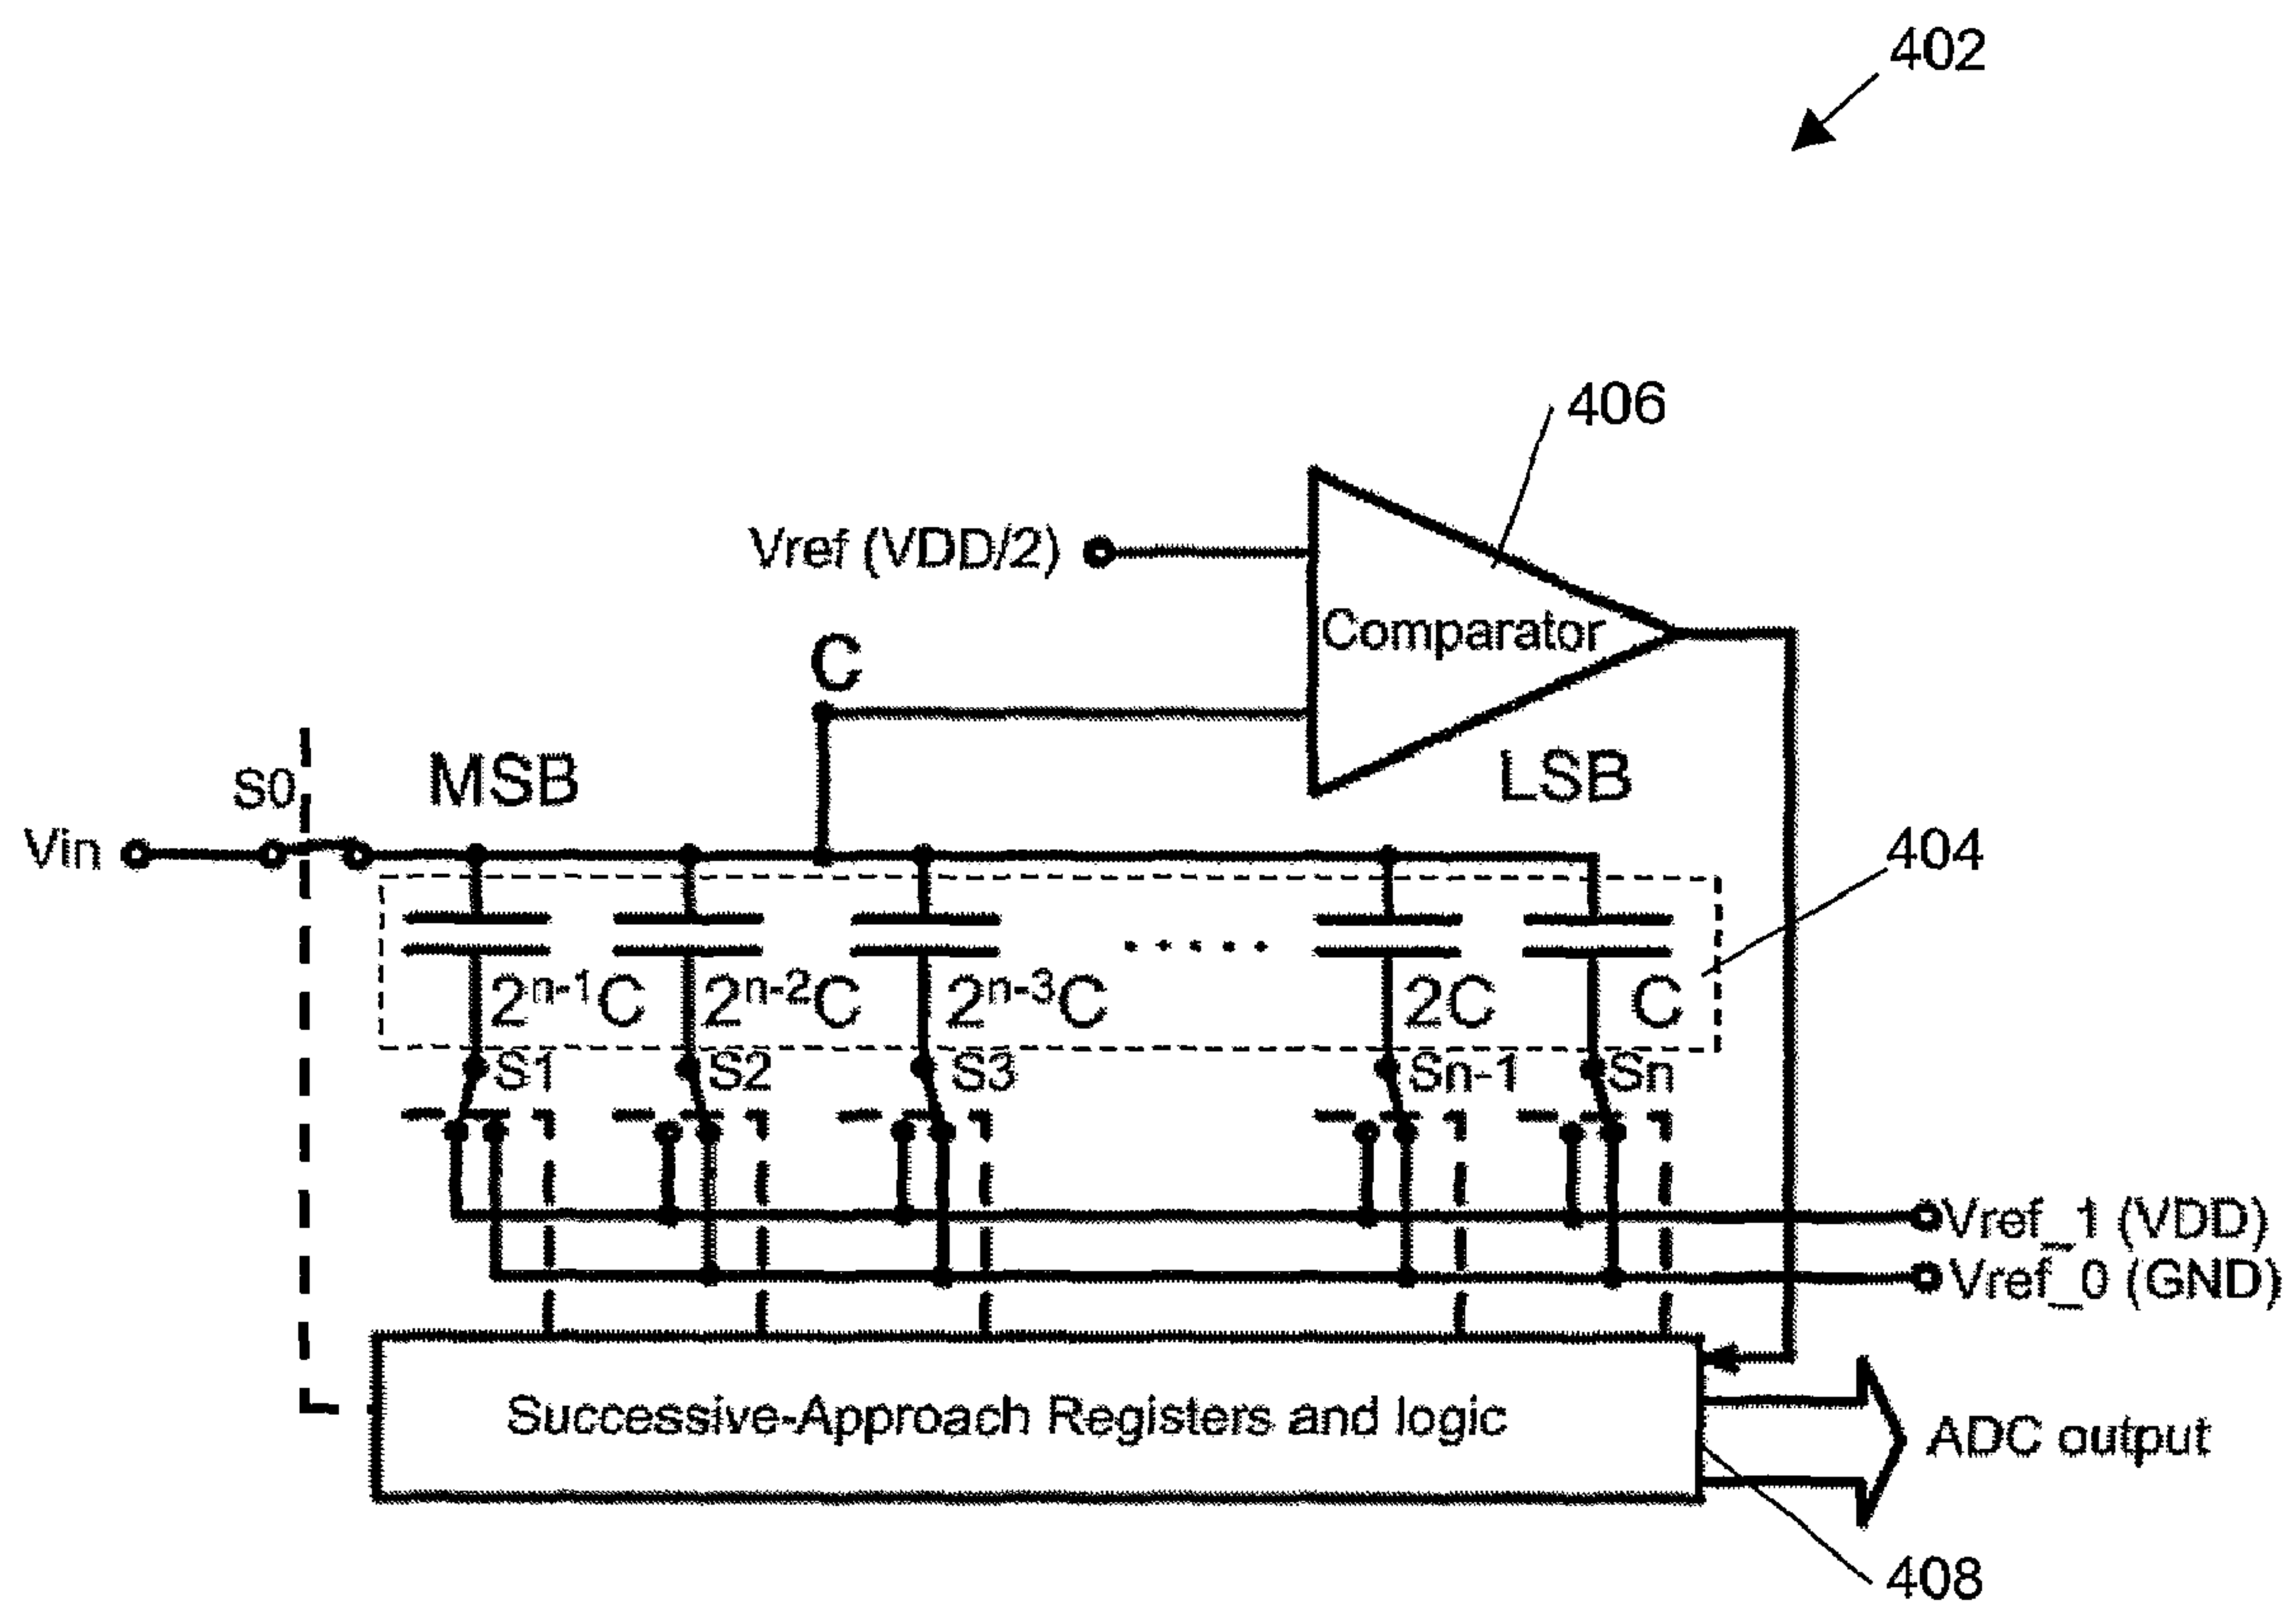 402
406
Vref (VDD/2)
Comparator
C
S0
MSB
LSB
Vin
404
2ⁿ⁻¹C 2ⁿ⁻²C 2ⁿ⁻³C ..... 2C C
S1 S2 S3 Sn-1 Sn
Vref_1 (VDD)
Vref_0 (GND)
Successive-Approach Registers and logic
ADC output
408